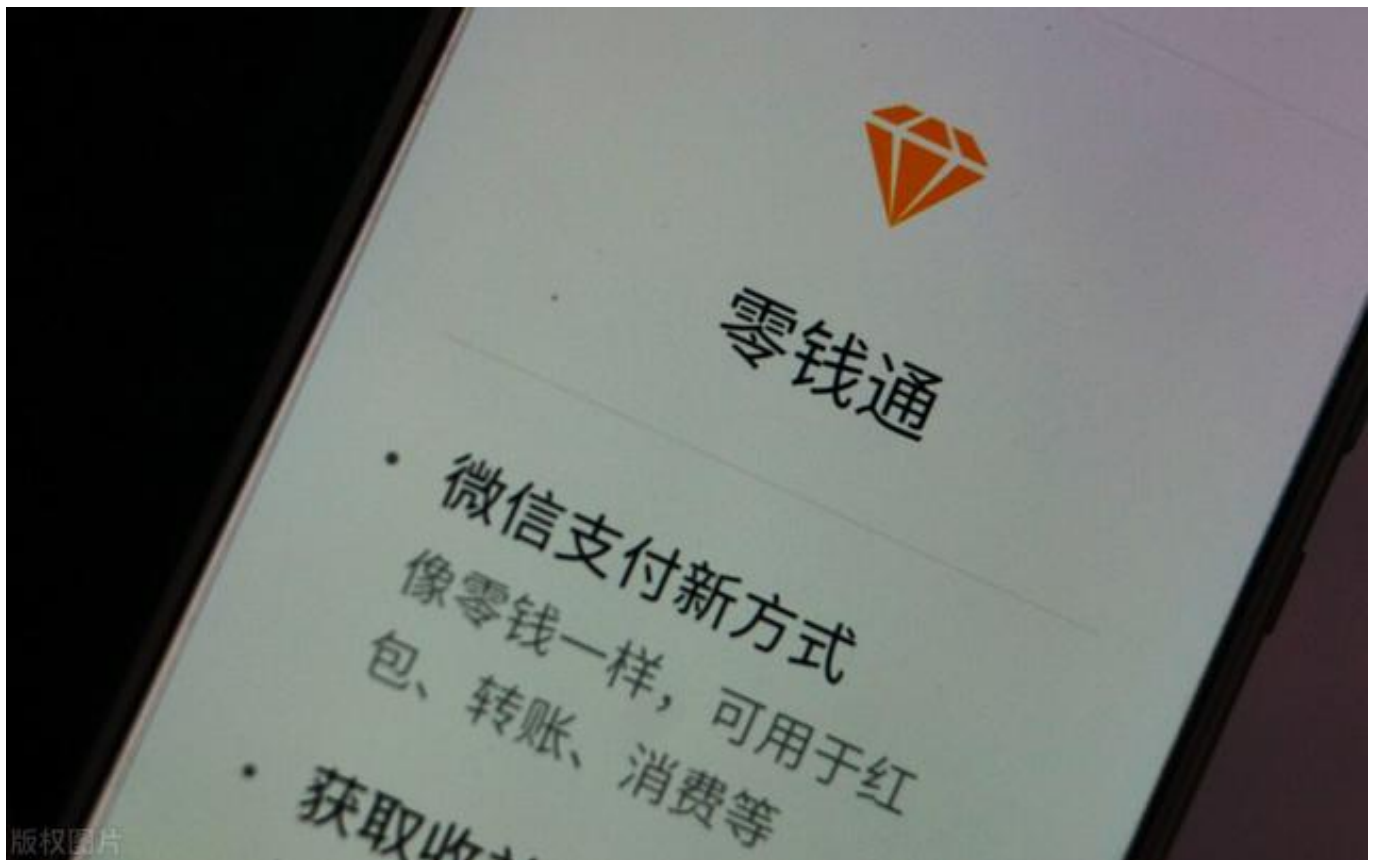 零钱通
微信支付新方式
像零钱一样，可用于红
包、转账、消费等
获取收
版权图片